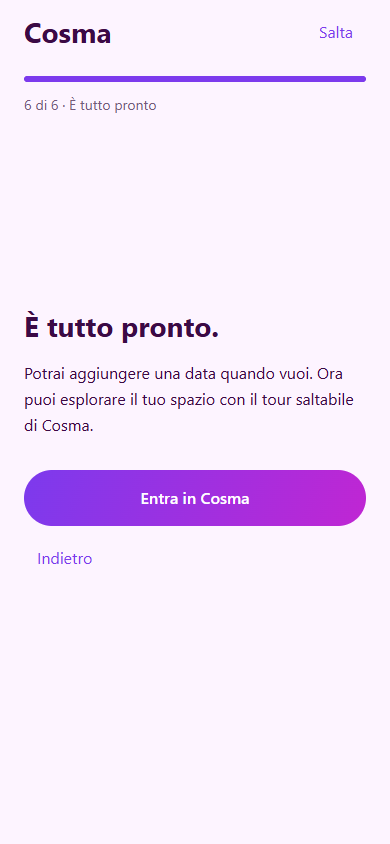 Cosma
Salta
6 di 6 · È tutto pronto
È tutto pronto.
Potrai aggiungere una data quando vuoi. Ora
puoi esplorare il tuo spazio con il tour saltabile
di Cosma.
Entra in Cosma
Indietro